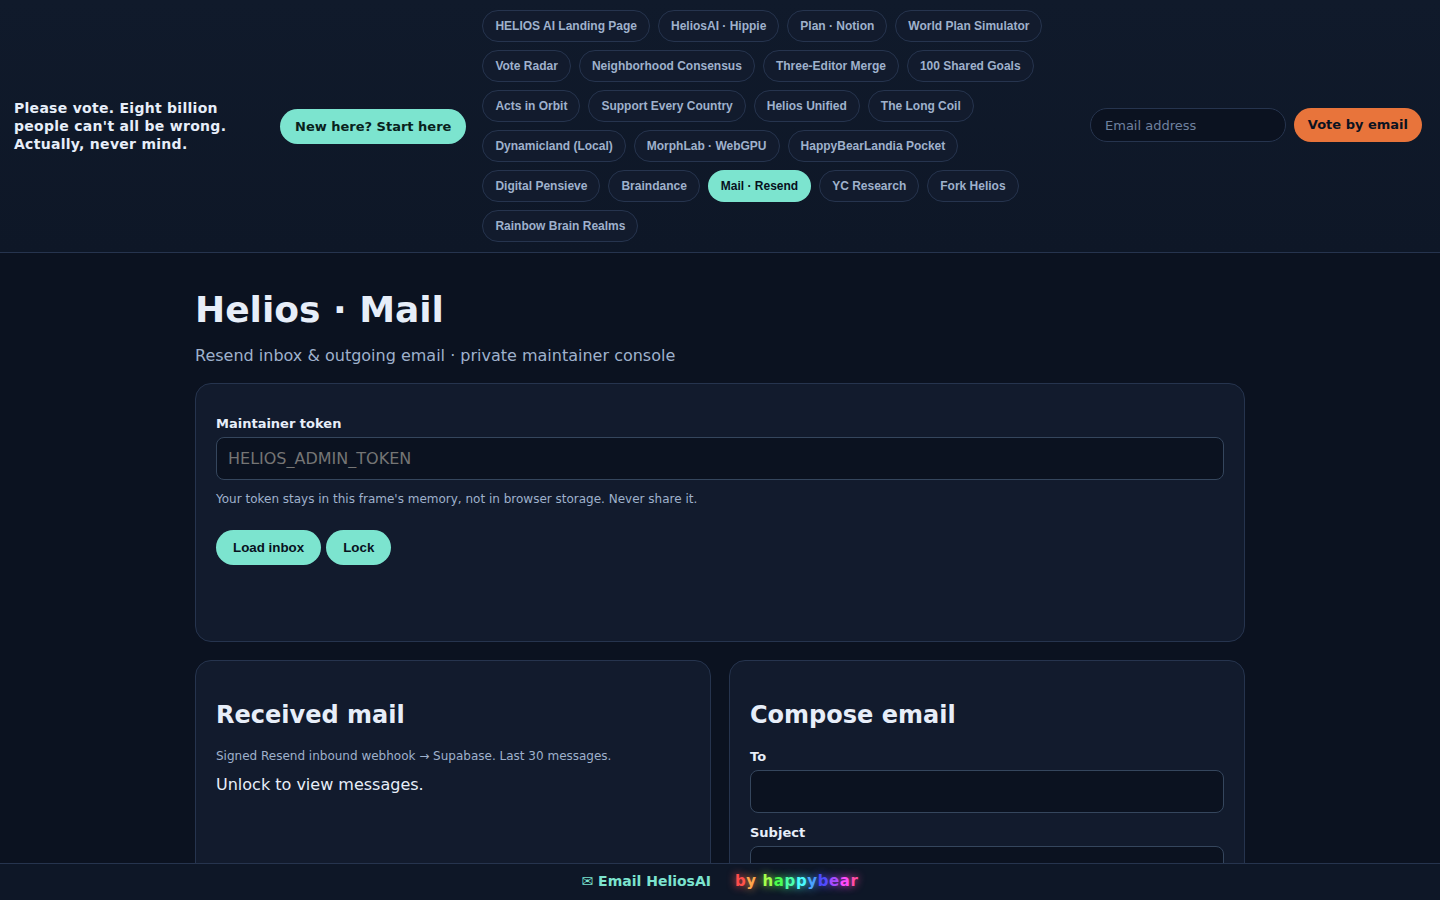 Please vote. Eight billion
people can't all be wrong.
Actually, never mind.
New here? Start here
HELIOS AI Landing Page
HeliosAI · Hippie
Plan · Notion
World Plan Simulator
Vote Radar
Neighborhood Consensus
Three-Editor Merge
100 Shared Goals
Acts in Orbit
Support Every Country
Helios Unified
The Long Coil
Dynamicland (Local)
MorphLab · WebGPU
HappyBearLandia Pocket
Digital Pensieve
Braindance
Mail · Resend
YC Research
Fork Helios
Rainbow Brain Realms
Email address
Vote by email
Helios · Mail
Resend inbox & outgoing email · private maintainer console
Maintainer token
HELIOS_ADMIN_TOKEN
Your token stays in this frame's memory, not in browser storage. Never share it.
Load inbox
Lock
Received mail
Signed Resend inbound webhook → Supabase. Last 30 messages.
Unlock to view messages.
Compose email
To
Subject
✉ Email HeliosAI
by happybear